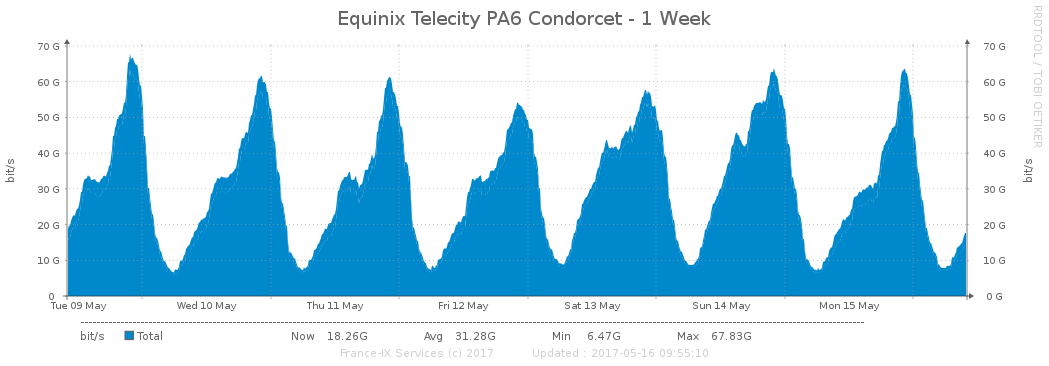 Equinix Telecity PA6 Condorcet - 1 Week
RRDTOOL / TOBI OETIKER
70 G 70 G
60 G 60 G
50 G 50 G
40 G 40 G
30 G 30 G
20 G 20 G
10 G 10 G
0 0 G
bit/s bit/s
Tue 09 May Wed 10 May Thu 11 May Fri 12 May Sat 13 May Sun 14 May Mon 15 May
bit/s Total Now 18.26G Avg 31.28G Min 6.47G Max 67.83G
France-IX Services (c) 2017 Updated : 2017-05-16 09:55:10